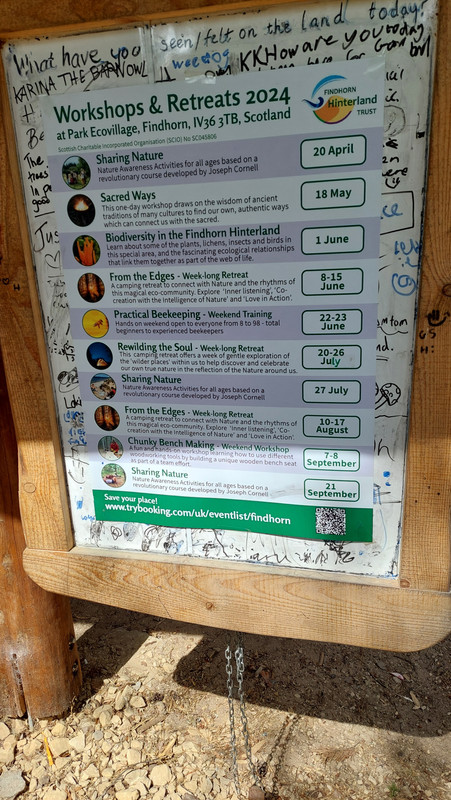 What have you seen/felt on the land today?
KARINA THE BARN OWL
KKHow are you today
Workshops & Retreats 2024
at Park Ecovillage, Findhorn, IV36 3TB, Scotland
Scottish Charitable Incorporated Organisation (SCIO) No SC045806
FINDHORN
Hinterland
TRUST
Sharing Nature
Nature Awareness Activities for all ages based on a
revolutionary course developed by Joseph Cornell
20 April
Sacred Ways
This one-day workshop draws on the wisdom of ancient
traditions of many cultures to find our own, authentic ways
which can connect us with the sacred.
18 May
Biodiversity in the Findhorn Hinterland
Learn about some of the plants, lichens, insects and birds in
this special area, and the fascinating ecological relationships
that link them together as part of the web of life.
1 June
From the Edges - Week-long Retreat
A camping retreat to connect with Nature and the rhythms of
this magical eco-community. Explore 'Inner listening', 'Co-
creation with the Intelligence of Nature' and 'Love in Action'.
8-15
June
Practical Beekeeping - Weekend Training
Hands on weekend open to everyone from 8 to 98 - total
beginners to experienced beekeepers
22-23
June
Rewilding the Soul - Week-long Retreat
This camping retreat offers a week of gentle exploration of
the 'wilder places' within us to help discover and celebrate
our own true nature in the reflection of the Nature around us.
20-26
July
Sharing Nature
Nature Awareness Activities for all ages based on a
revolutionary course developed by Joseph Cornell
27 July
From the Edges - Week-long Retreat
A camping retreat to connect with Nature and the rhythms of
this magical eco-community. Explore 'Inner listening', 'Co-
creation with the Intelligence of Nature' and 'Love in Action'.
10-17
August
Chunky Bench Making - Weekend Workshop
A fun and hands-on workshop learning how to use different
woodworking tools by building a unique wooden bench seat
as part of a team effort.
7-8
September
Sharing Nature
Nature Awareness Activities for all ages based on a
revolutionary course developed by Joseph Cornell
21
September
Save your place!
www.trybooking.com/uk/eventlist/findhorn